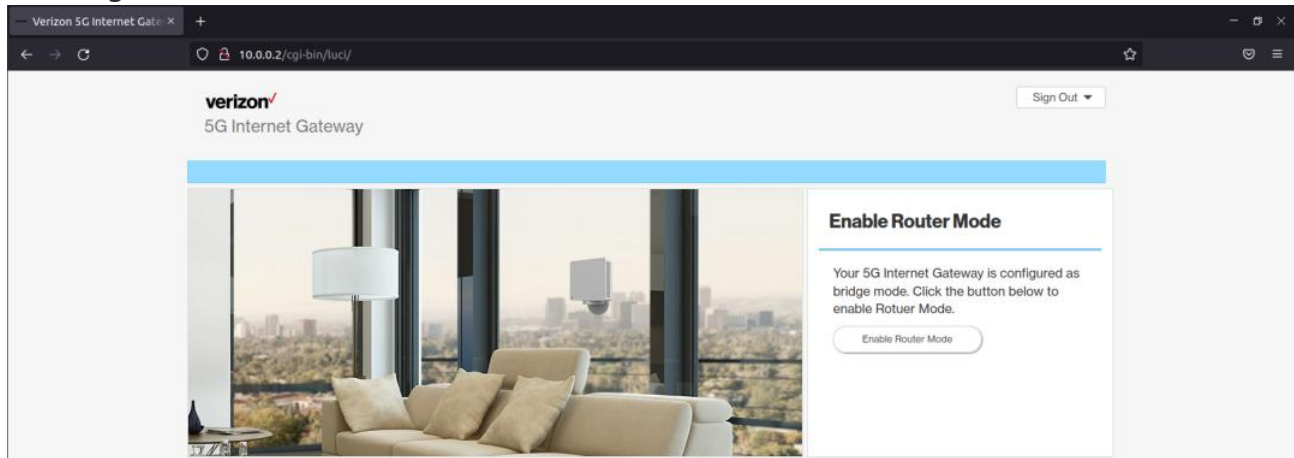 Verizon 5G Internet Gate
10.0.0.2/cgi-bin/luci/
verizon
Sign Out
5G Internet Gateway
Enable Router Mode
Your 5G Internet Gateway is configured as
bridge mode. Click the button below to
enable Rotuer Mode.
Enable Router Mode